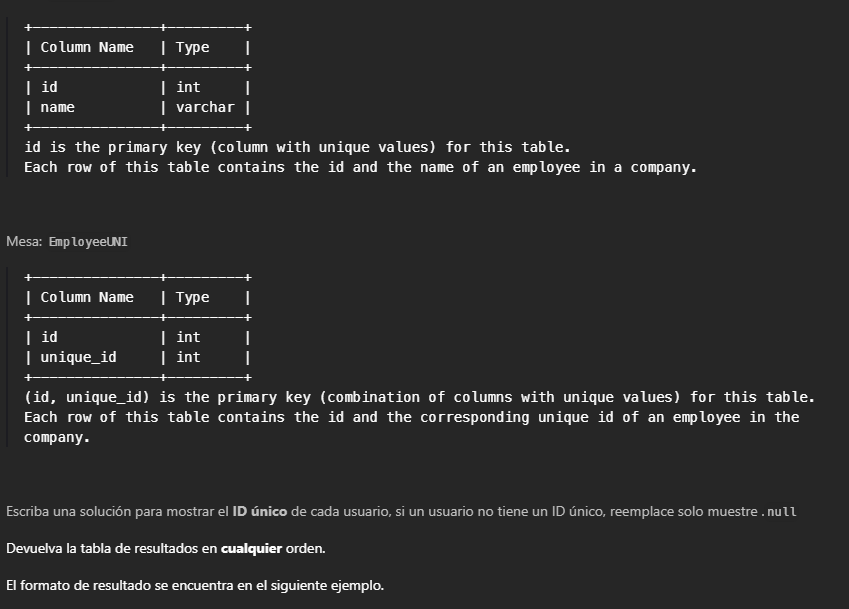 +---------------+---------+
| Column Name   | Type    |
+---------------+---------+
| id            | int     |
| name          | varchar |
+---------------+---------+
id is the primary key (column with unique values) for this table.
Each row of this table contains the id and the name of an employee in a company.
Mesa: EmployeeUNI
+---------------+---------+
| Column Name   | Type    |
+---------------+---------+
| id            | int     |
| unique_id     | int     |
+---------------+---------+
(id, unique_id) is the primary key (combination of columns with unique values) for this table.
Each row of this table contains the id and the corresponding unique id of an employee in the
company.
Escriba una solución para mostrar el ID único de cada usuario, si un usuario no tiene un ID único, reemplace solo muestre .null
Devuelva la tabla de resultados en cualquier orden.
El formato de resultado se encuentra en el siguiente ejemplo.